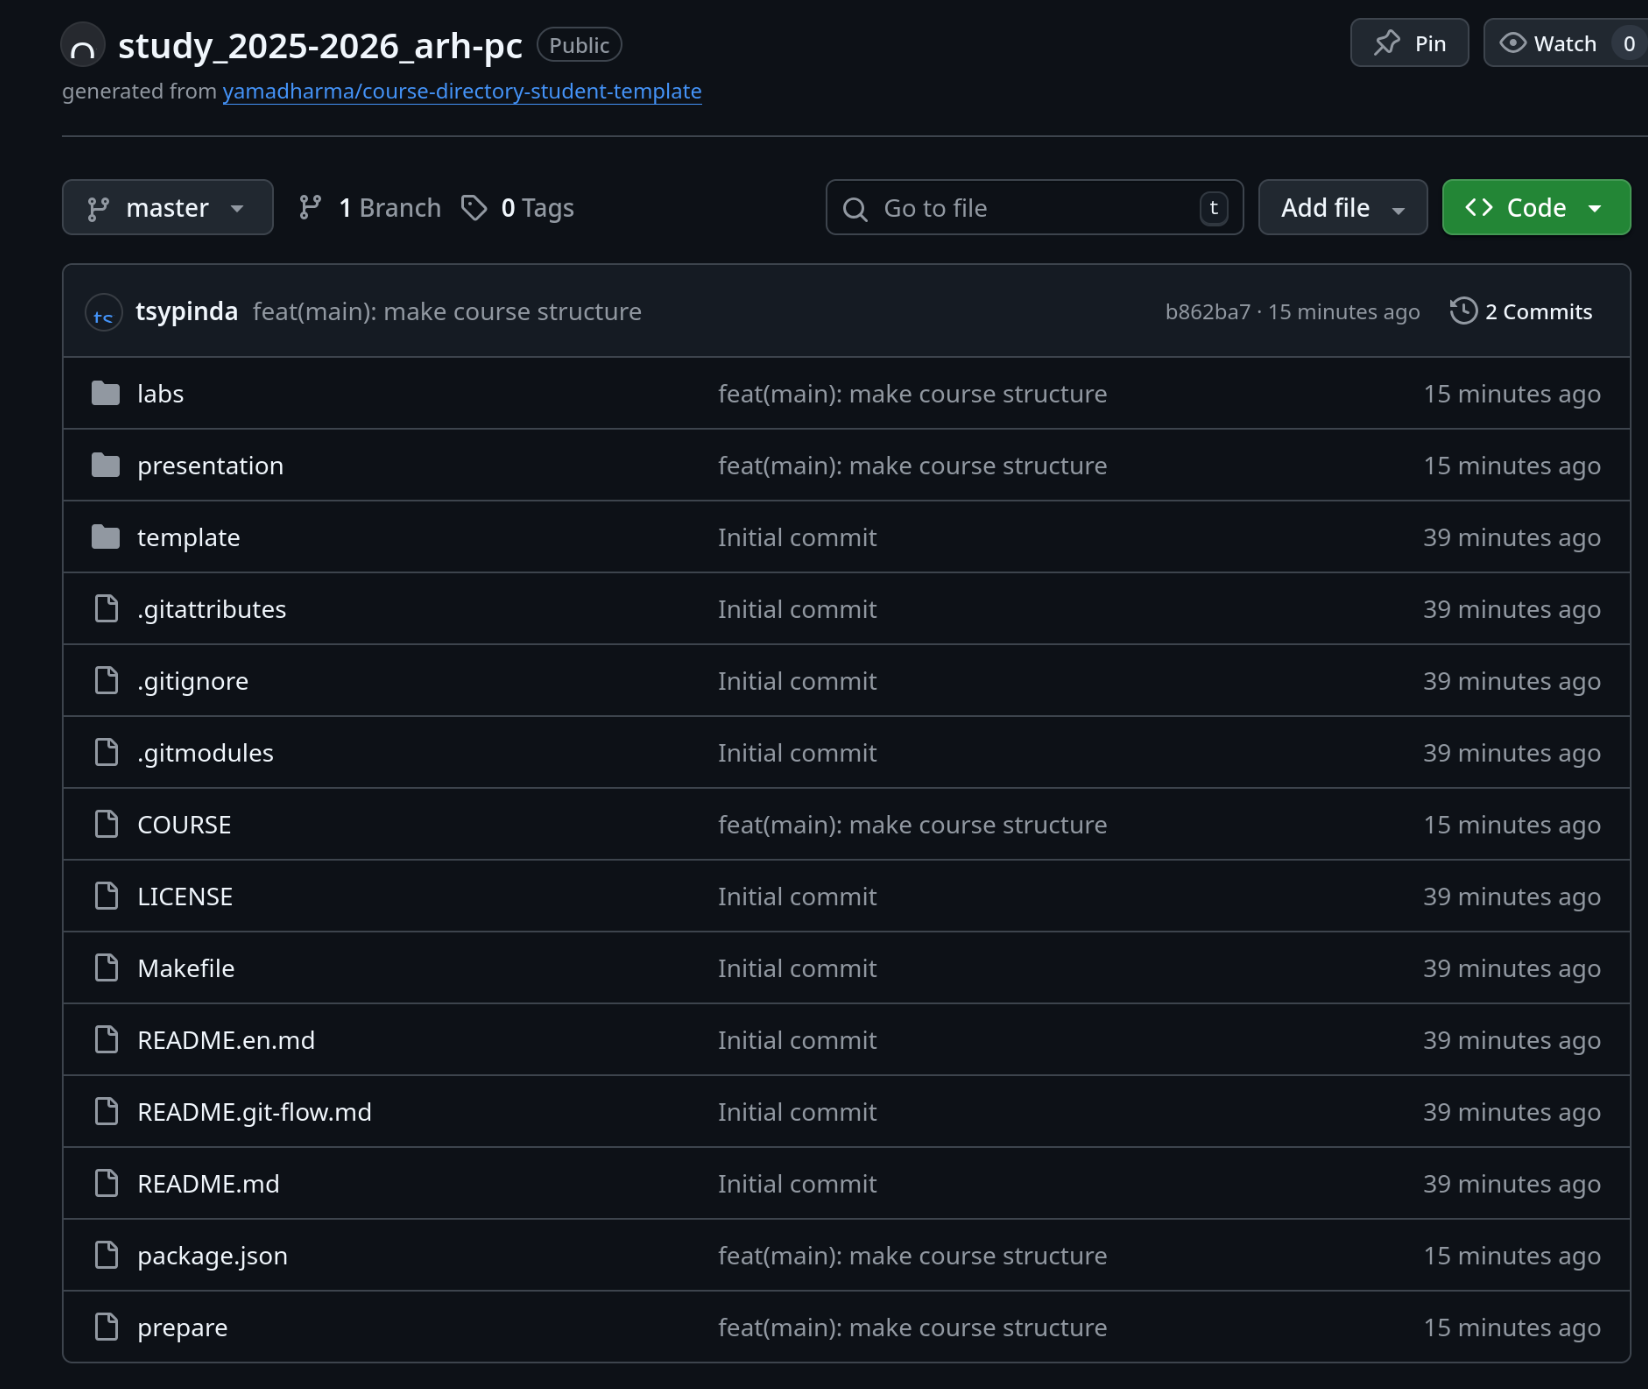 study_2025-2026_arh-pc Public Pin Watch 0
generated from yamadharma/course-directory-student-template
master 1 Branch 0 Tags Go to file t Add file Code
tc tsypinda feat(main): make course structure b862ba7 · 15 minutes ago 2 Commits
labs feat(main): make course structure 15 minutes ago
presentation feat(main): make course structure 15 minutes ago
template Initial commit 39 minutes ago
.gitattributes Initial commit 39 minutes ago
.gitignore Initial commit 39 minutes ago
.gitmodules Initial commit 39 minutes ago
COURSE feat(main): make course structure 15 minutes ago
LICENSE Initial commit 39 minutes ago
Makefile Initial commit 39 minutes ago
README.en.md Initial commit 39 minutes ago
README.git-flow.md Initial commit 39 minutes ago
README.md Initial commit 39 minutes ago
package.json feat(main): make course structure 15 minutes ago
prepare feat(main): make course structure 15 minutes ago